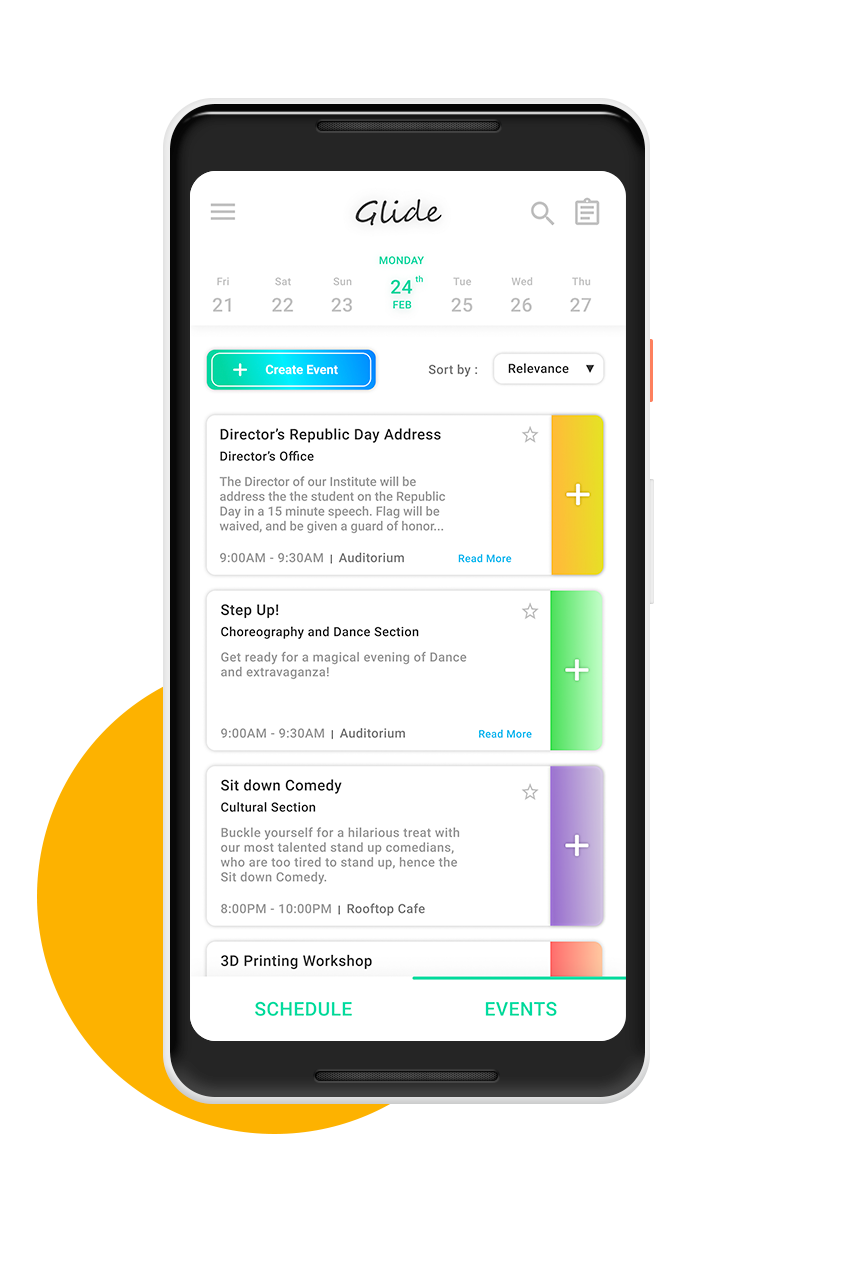 Glide
MONDAY
Fri Sat Sun 24th Tue Wed Thu
21 22 23 FEB 25 26 27
+ Create Event Sort by : Relevance ▼
Director’s Republic Day Address
Director’s Office
The Director of our Institute will be
address the the student on the Republic
Day in a 15 minute speech. Flag will be
waived, and be given a guard of honor...
9:00AM - 9:30AM | Auditorium Read More
Step Up!
Choreography and Dance Section
Get ready for a magical evening of Dance
and extravaganza!
9:00AM - 9:30AM | Auditorium Read More
Sit down Comedy
Cultural Section
Buckle yourself for a hilarious treat with
our most talented stand up comedians,
who are too tired to stand up, hence the
Sit down Comedy.
8:00PM - 10:00PM | Rooftop Cafe
3D Printing Workshop
SCHEDULE EVENTS